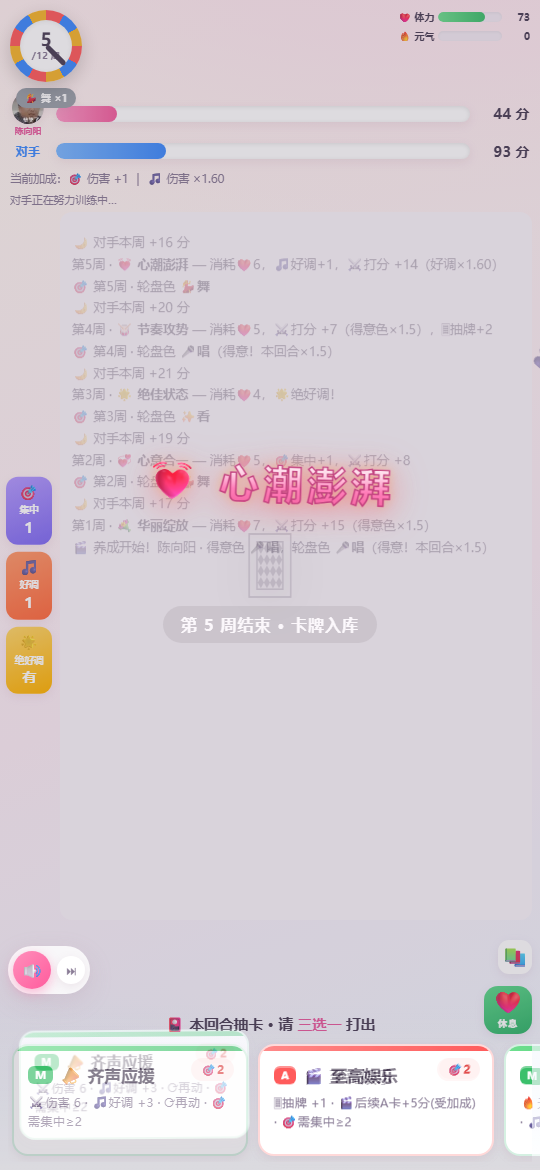 5
/12
体力 73
元气 0
舞 ×1
陈向阳
44 分
对手
93 分
当前加成: 伤害 +1 | 伤害 ×1.60
对手正在努力训练中...
对手本周 +16 分
第5周 · 心潮澎湃 — 消耗 6, 好调+1, 打分 +14（好调×1.60）
第5周 · 轮盘色 舞
对手本周 +20 分
第4周 · 节奏攻势 — 消耗 5, 打分 +7（得意色×1.5）, 抽牌+2
第4周 · 轮盘色 唱（得意！本回合×1.5）
对手本周 +21 分
第3周 · 绝佳状态 — 消耗 4, 绝好调！
第3周 · 轮盘色
对手本周 +19 分
第2周 · 心意合一 — 消耗 5, 集中+1, 打分 +8
第2周 · 轮盘色 舞
对手本周 +17 分
第1周 · 华丽绽放 — 消耗 7, 打分 +15（得意色×1.5）
养成开始！陈向阳 · 得意色 唱, 轮盘色 唱（得意！本回合×1.5）
心潮澎湃
第 5 周结束 • 卡牌入库
集中
1
好调
1
绝好调
有
休息
本回合抽卡 • 请 三选一 打出
M 齐声应援 2
伤害 6 · 好调 +3 · 再动 ·
需集中≥2
A 至高娱乐 2
抽牌 +1 · 后续A卡+5分(受加成)
· 需集中≥2
M